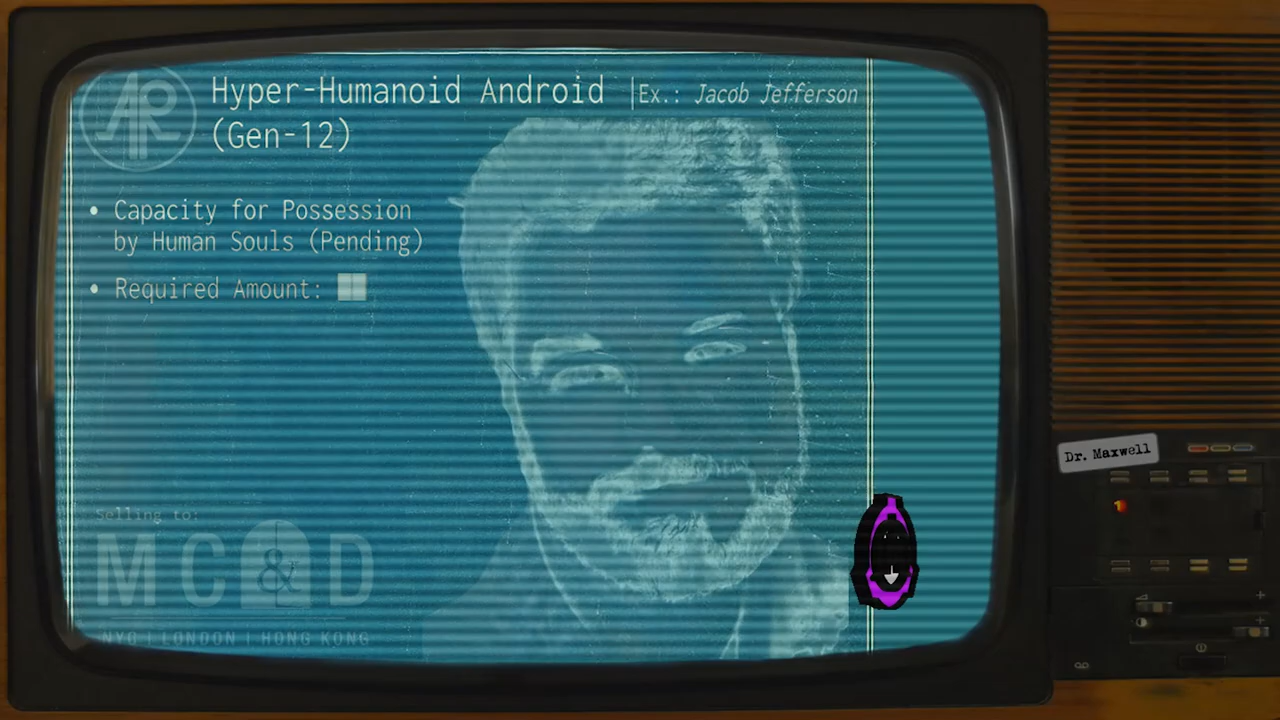 AR
Hyper-Humanoid Android |Ex.: Jacob Jefferson
(Gen-12)
• Capacity for Possession
by Human Souls (Pending)
• Required Amount: ██
Selling to:
MC&D
NYC | LONDON | HONG KONG
Dr. Maxwell